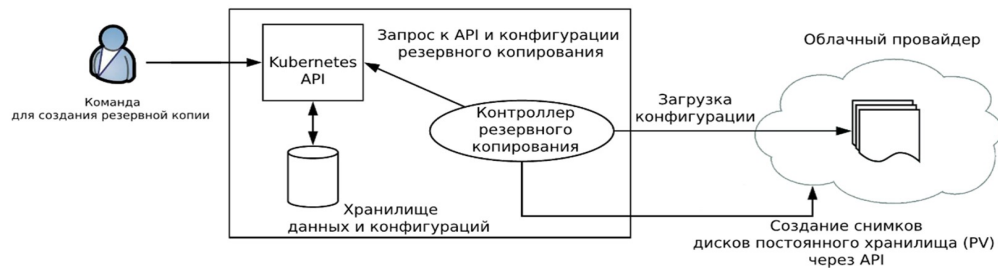 Команда
для создания резервной копии
Kubernetes
API
Запрос к API и конфигурации
резервного копирования
Контроллер
резервного
копирования
Хранилище
данных и конфигураций
Загрузка
конфигурации
Облачный провайдер
Создание снимков
дисков постоянного хранилища (PV)
через API